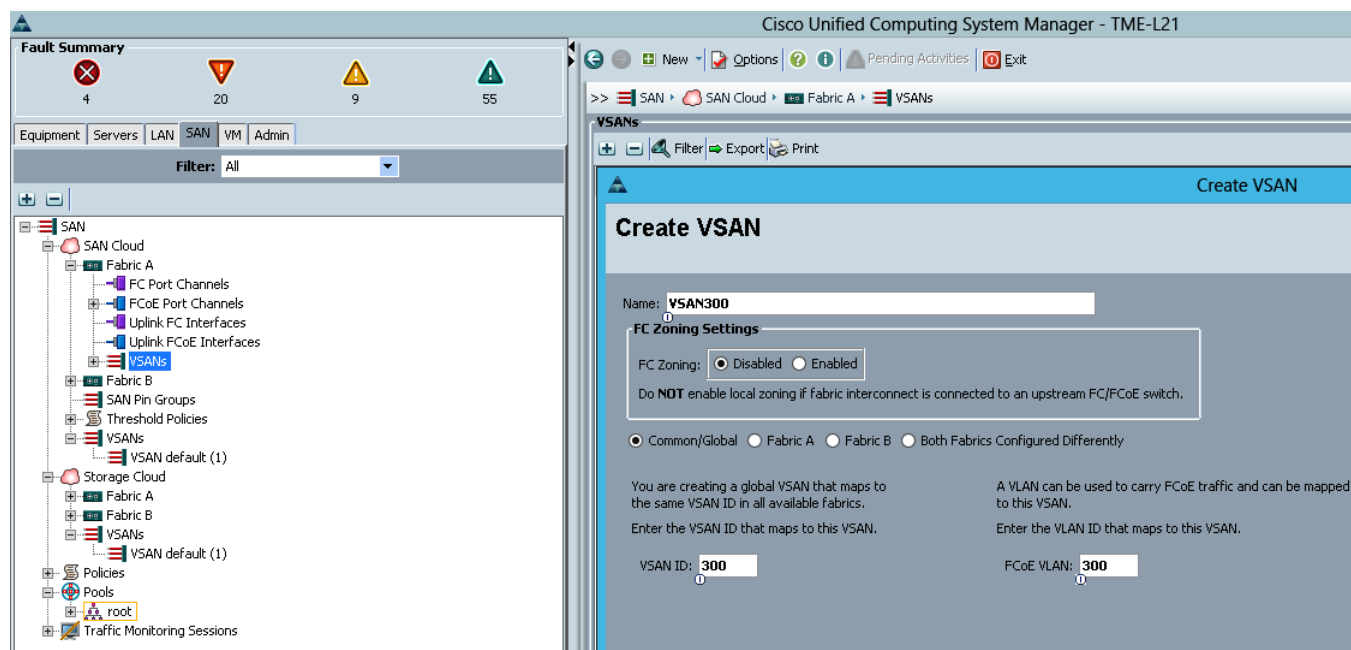 Cisco Unified Computing System Manager - TME-L21
Fault Summary
4 20 9 55
Equipment Servers LAN SAN VM Admin
Filter: All
SAN
SAN Cloud
Fabric A
FC Port Channels
FCoE Port Channels
Uplink FC Interfaces
Uplink FCoE Interfaces
VSANs
Fabric B
SAN Pin Groups
Threshold Policies
VSANs
VSAN default (1)
Storage Cloud
Fabric A
Fabric B
VSANs
VSAN default (1)
Policies
Pools
root
Traffic Monitoring Sessions
New Options Pending Activities Exit
>> SAN SAN Cloud Fabric A VSANs
VSANs
Filter Export Print
Create VSAN
Create VSAN
Name: VSAN300
FC Zoning Settings
FC Zoning: Disabled Enabled
Do NOT enable local zoning if fabric interconnect is connected to an upstream FC/FCoE switch.
Common/Global Fabric A Fabric B Both Fabrics Configured Differently
You are creating a global VSAN that maps to
the same VSAN ID in all available fabrics.
Enter the VSAN ID that maps to this VSAN.
VSAN ID: 300
A VLAN can be used to carry FCoE traffic and can be mapped
to this VSAN.
Enter the VLAN ID that maps to this VSAN.
FCoE VLAN: 300